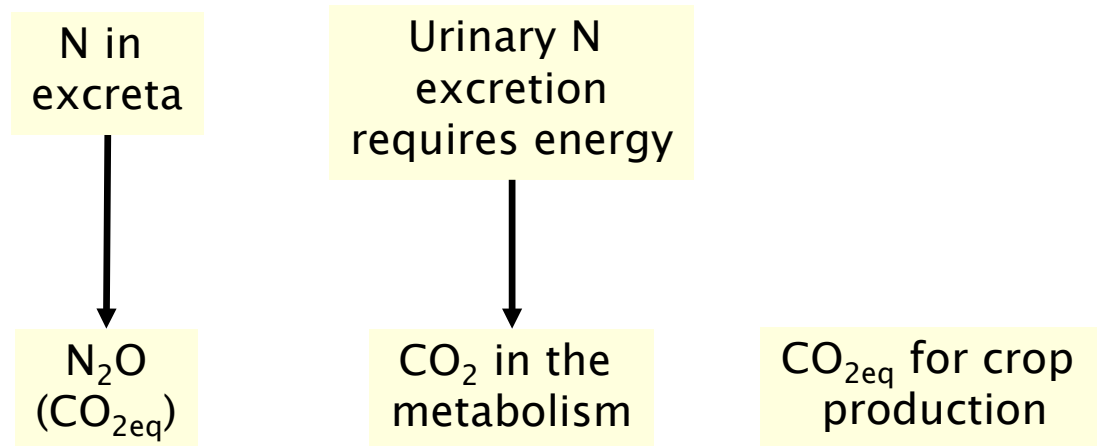 N in
excreta
Urinary N
excretion
requires energy
N₂O
(CO₂eq)
CO₂ in the
metabolism
CO₂eq for crop
production